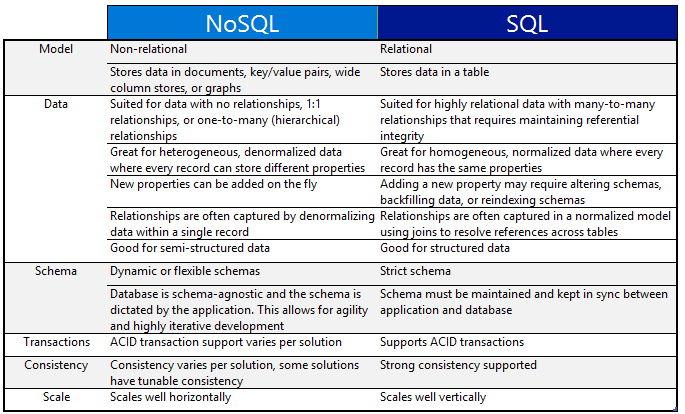 NoSQL SQL
Model Non-relational Relational
Stores data in documents, key/value pairs, wide
column stores, or graphs
Stores data in a table
Data Suited for data with no relationships, 1:1
relationships, or one-to-many (hierarchical)
relationships
Suited for highly relational data with many-to-many
relationships that requires maintaining referential
integrity
Great for heterogeneous, denormalized data
where every record can store different properties
Great for homogeneous, normalized data where every
record has the same properties
New properties can be added on the fly
Adding a new property may require altering schemas,
backfilling data, or reindexing schemas
Relationships are often captured by denormalizing
data within a single record
Relationships are often captured in a normalized model
using joins to resolve references across tables
Good for semi-structured data
Good for structured data
Schema Dynamic or flexible schemas Strict schema
Database is schema-agnostic and the schema is
dictated by the application. This allows for agility
and highly iterative development
Schema must be maintained and kept in sync between
application and database
Transactions ACID transaction support varies per solution Supports ACID transactions
Consistency Consistency varies per solution, some solutions
have tunable consistency
Strong consistency supported
Scale Scales well horizontally Scales well vertically